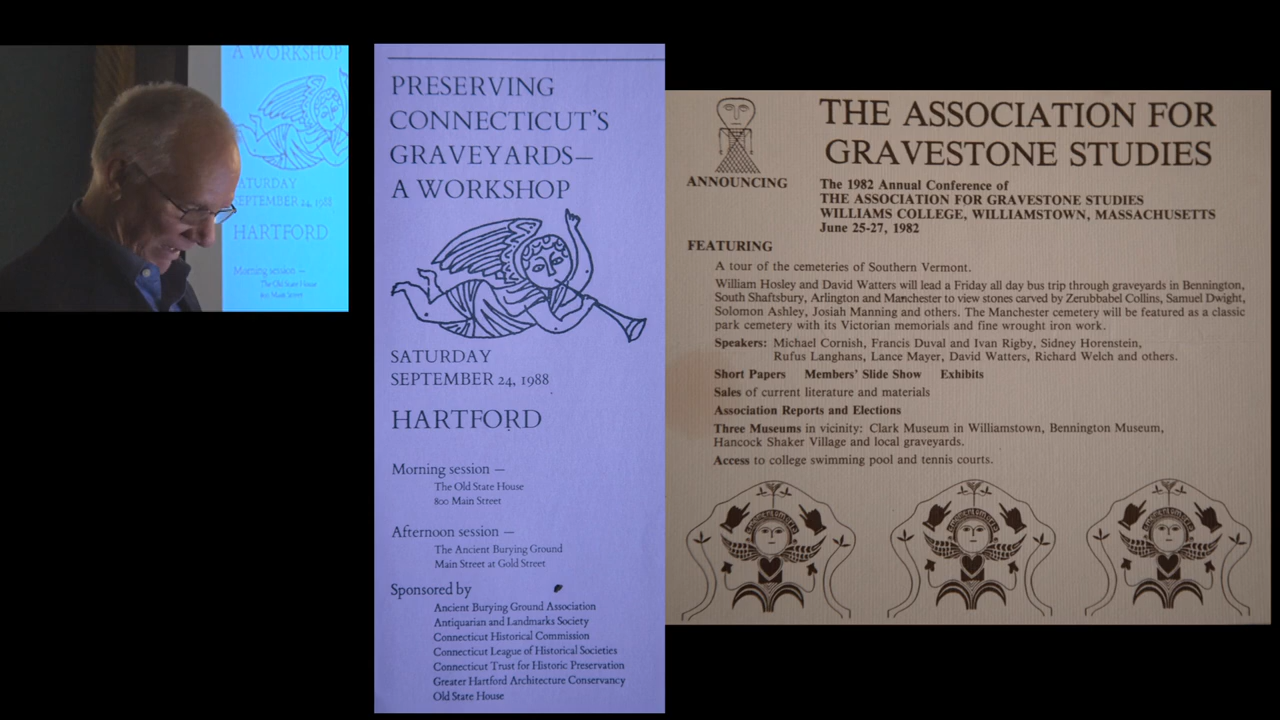 A WORKSHOP
SATURDAY
SEPTEMBER 24, 1988
HARTFORD
Morning session —
The Old State House
800 Main Street
PRESERVING
CONNECTICUT'S
GRAVEYARDS—
A WORKSHOP
SATURDAY
SEPTEMBER 24, 1988
HARTFORD
Morning session —
The Old State House
800 Main Street
Afternoon session —
The Ancient Burying Ground
Main Street at Gold Street
Sponsored by
Ancient Burying Ground Association
Antiquarian and Landmarks Society
Connecticut Historical Commission
Connecticut League of Historical Societies
Connecticut Trust for Historic Preservation
Greater Hartford Architecture Conservancy
Old State House
THE ASSOCIATION FOR
GRAVESTONE STUDIES
ANNOUNCING
The 1982 Annual Conference of
THE ASSOCIATION FOR GRAVESTONE STUDIES
WILLIAMS COLLEGE, WILLIAMSTOWN, MASSACHUSETTS
June 25-27, 1982
FEATURING
A tour of the cemeteries of Southern Vermont.
William Hosley and David Watters will lead a Friday all day bus trip through graveyards in Bennington,
South Shaftsbury, Arlington and Manchester to view stones carved by Zerubbabel Collins, Samuel Dwight,
Solomon Ashley, Josiah Manning and others. The Manchester cemetery will be featured as a classic
park cemetery with its Victorian memorials and fine wrought iron work.
Speakers: Michael Cornish, Francis Duval and Ivan Rigby, Sidney Horenstein,
Rufus Langhans, Lance Mayer, David Watters, Richard Welch and others.
Short Papers Members' Slide Show Exhibits
Sales of current literature and materials
Association Reports and Elections
Three Museums in vicinity: Clark Museum in Williamstown, Bennington Museum,
Hancock Shaker Village and local graveyards.
Access to college swimming pool and tennis courts.